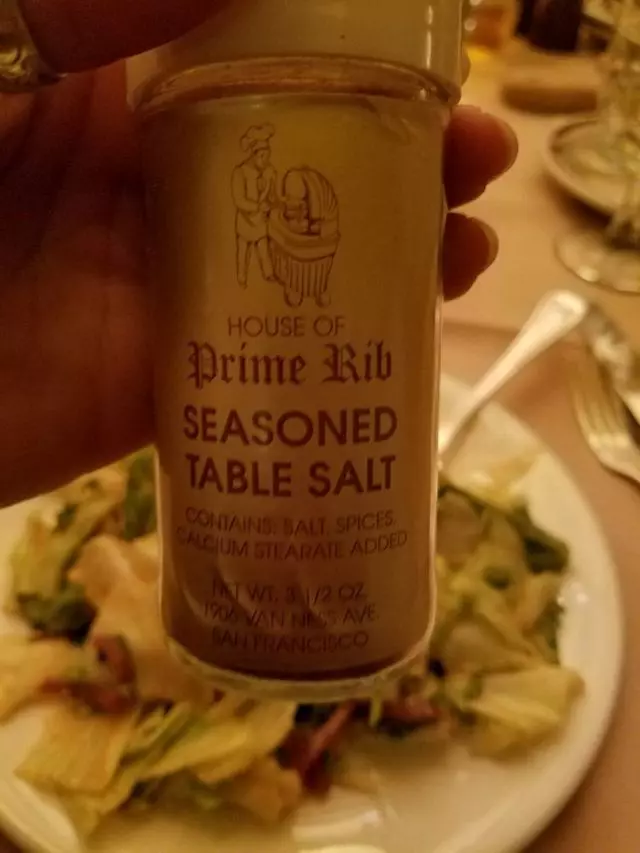 HOUSE OF
Prime Rib
SEASONED
TABLE SALT
CONTAINS: SALT, SPICES,
CALCIUM STEARATE ADDED
NET WT. 3 1/2 OZ.
1906 VAN NESS AVE.
SAN FRANCISCO